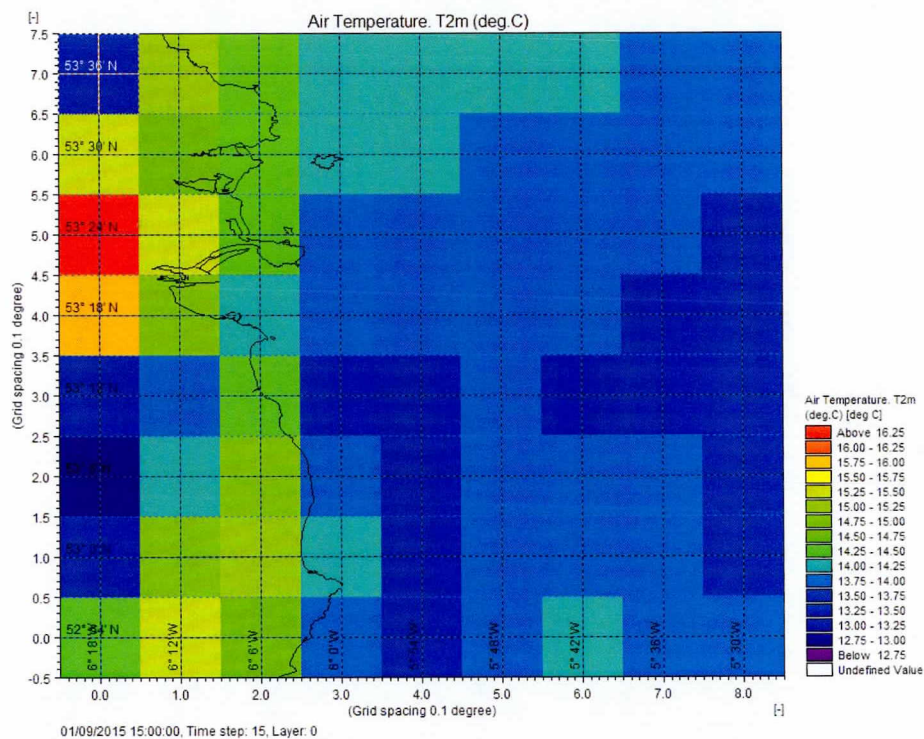 [-]
Air Temperature. T2m (deg.C)
7.5
7.0
6.5
6.0
5.5
5.0
4.5
4.0
3.5
3.0
2.5
2.0
1.5
1.0
0.5
0.0
-0.5
(Grid spacing 0.1 degree)
53° 36' N
53° 30' N
53° 24' N
53° 18' N
53° 12' N
52° 54' N
6° 18' W
6° 12' W
6° 6' W
6° 0' W
5° 54' W
5° 48' W
5° 42' W
5° 36' W
5° 30' W
0.0 1.0 2.0 3.0 4.0 5.0 6.0 7.0 8.0
(Grid spacing 0.1 degree)
[-]
01/09/2015 15:00:00, Time step: 15, Layer: 0
Air Temperature. T2m
(deg.C) [deg C]
Above 16.25
16.00 - 16.25
15.75 - 16.00
15.50 - 15.75
15.25 - 15.50
15.00 - 15.25
14.75 - 15.00
14.50 - 14.75
14.25 - 14.50
14.00 - 14.25
13.75 - 14.00
13.50 - 13.75
13.25 - 13.50
13.00 - 13.25
12.75 - 13.00
Below 12.75
Undefined Value